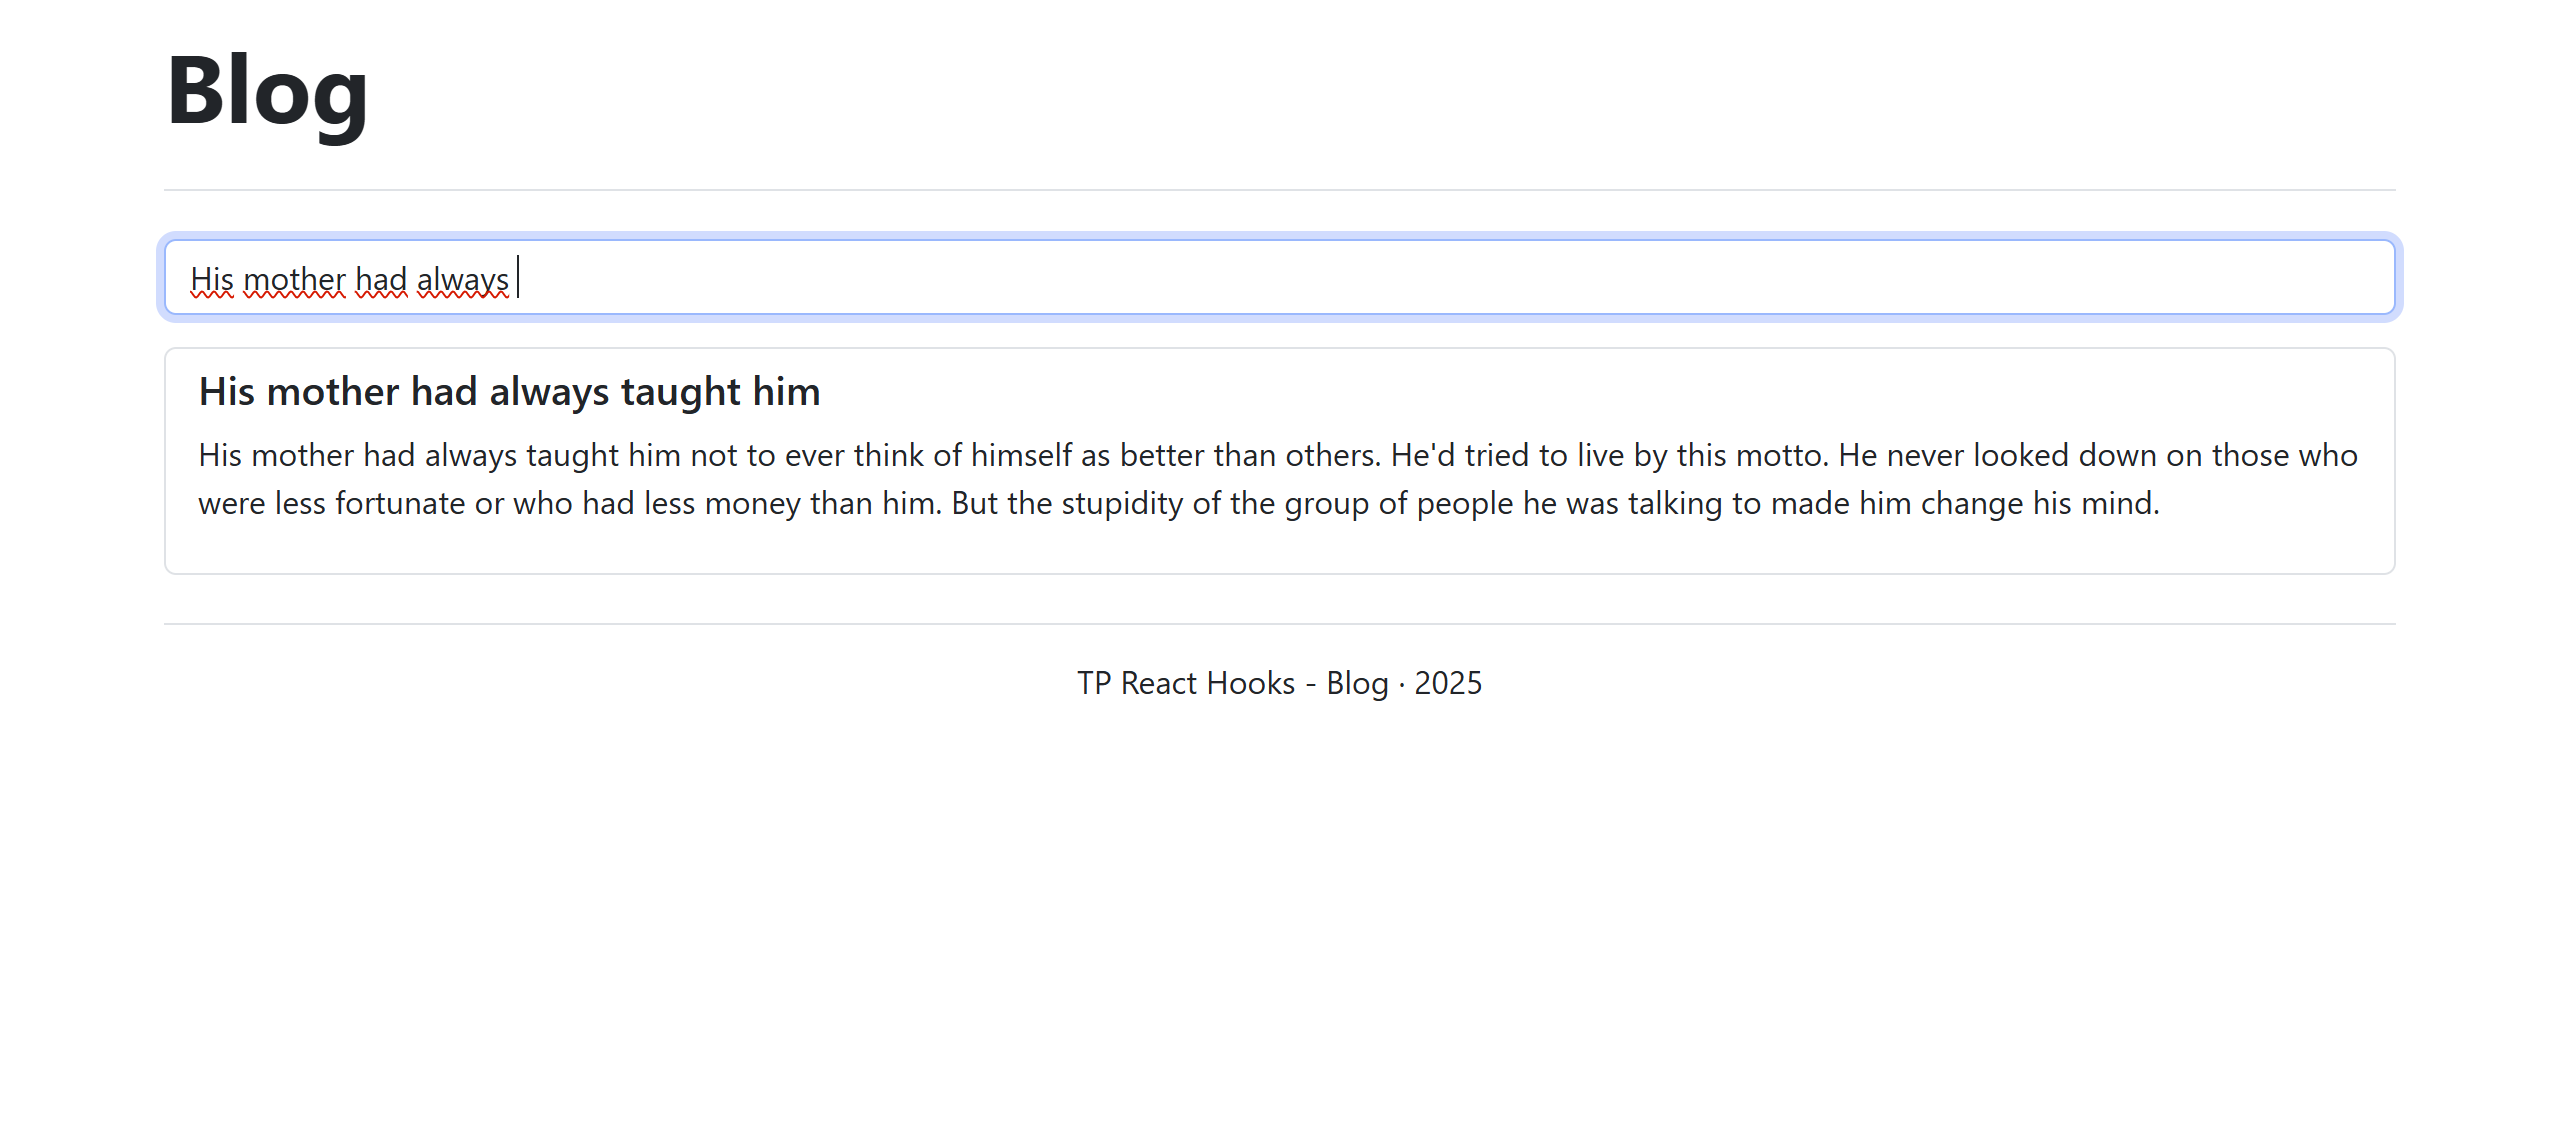 Blog
His mother had always
His mother had always taught him
His mother had always taught him not to ever think of himself as better than others. He'd tried to live by this motto. He never looked down on those who
were less fortunate or who had less money than him. But the stupidity of the group of people he was talking to made him change his mind.
TP React Hooks - Blog · 2025